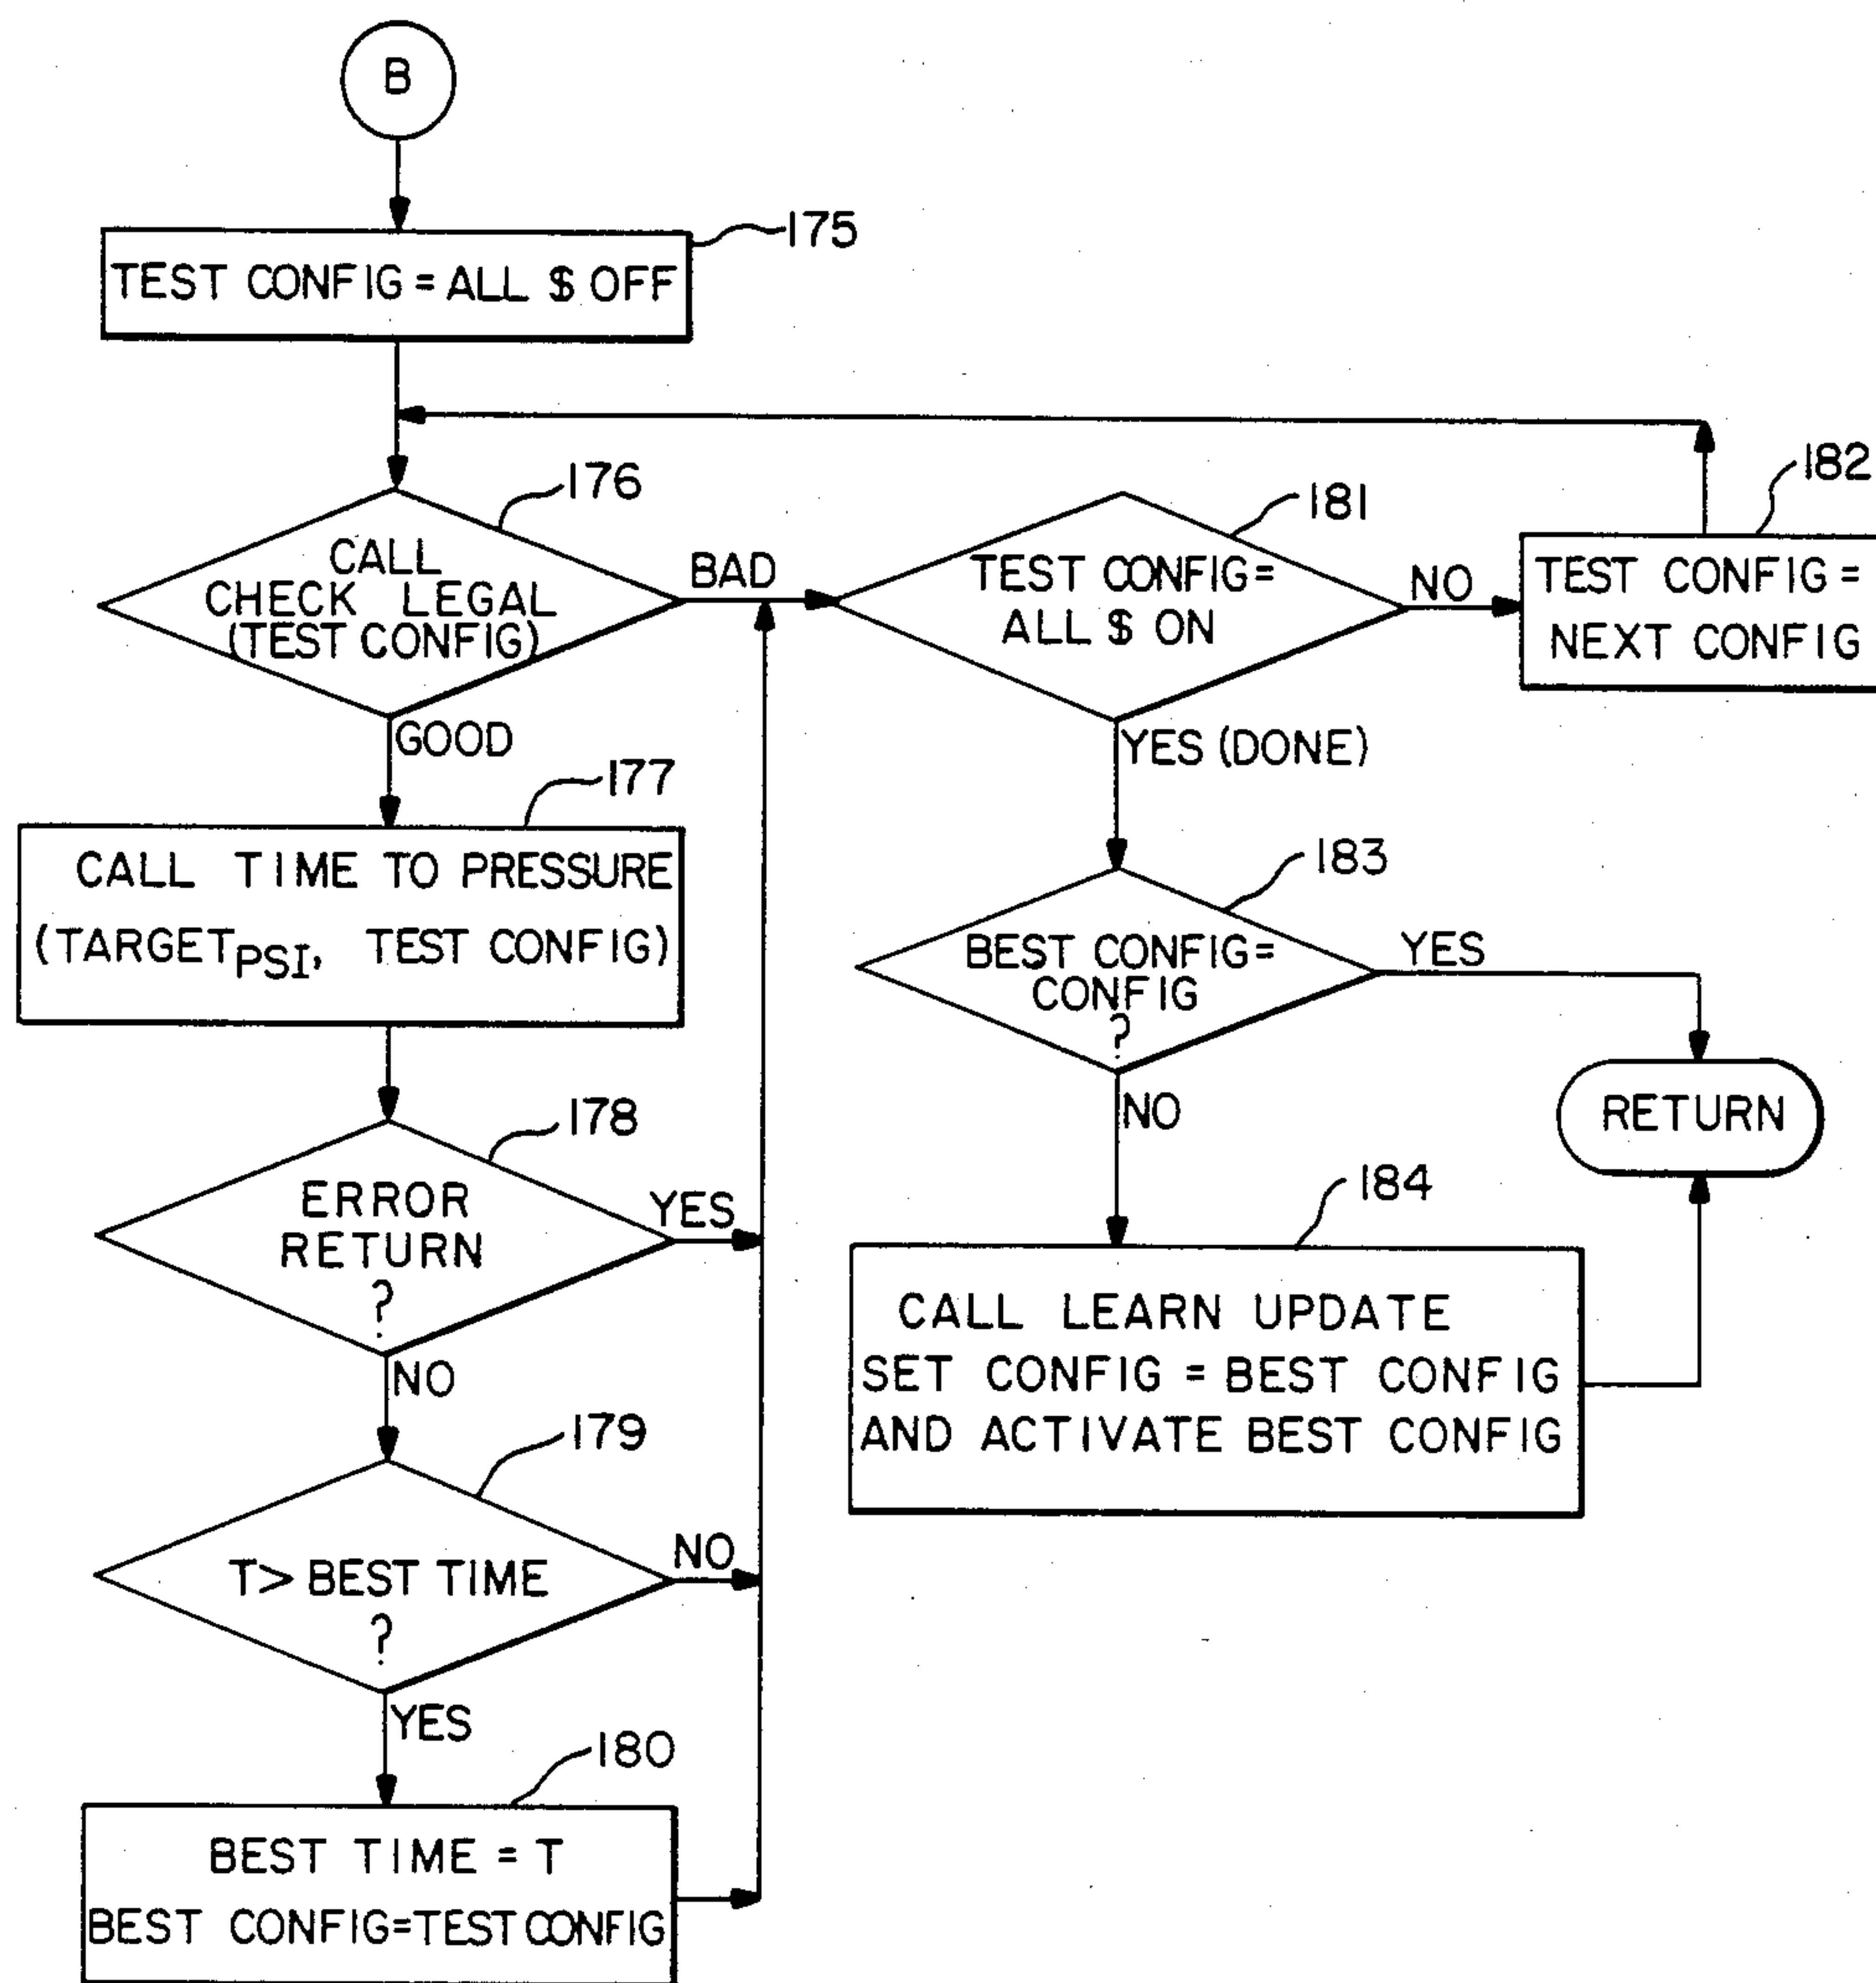 B
175
TEST CONFIG = ALL $ OFF
176
CALL
CHECK LEGAL
(TEST CONFIG)
BAD
GOOD
177
CALL TIME TO PRESSURE
(TARGETPSI, TEST CONFIG)
178
ERROR
RETURN
?
YES
NO
179
T> BEST TIME
?
NO
YES
180
BEST TIME = T
BEST CONFIG=TEST CONFIG
181
TEST CONFIG=
ALL $ ON
NO
YES (DONE)
182
TEST CONFIG =
NEXT CONFIG
183
BEST CONFIG=
CONFIG
?
YES
NO
RETURN
184
CALL LEARN UPDATE
SET CONFIG = BEST CONFIG
AND ACTIVATE BEST CONFIG